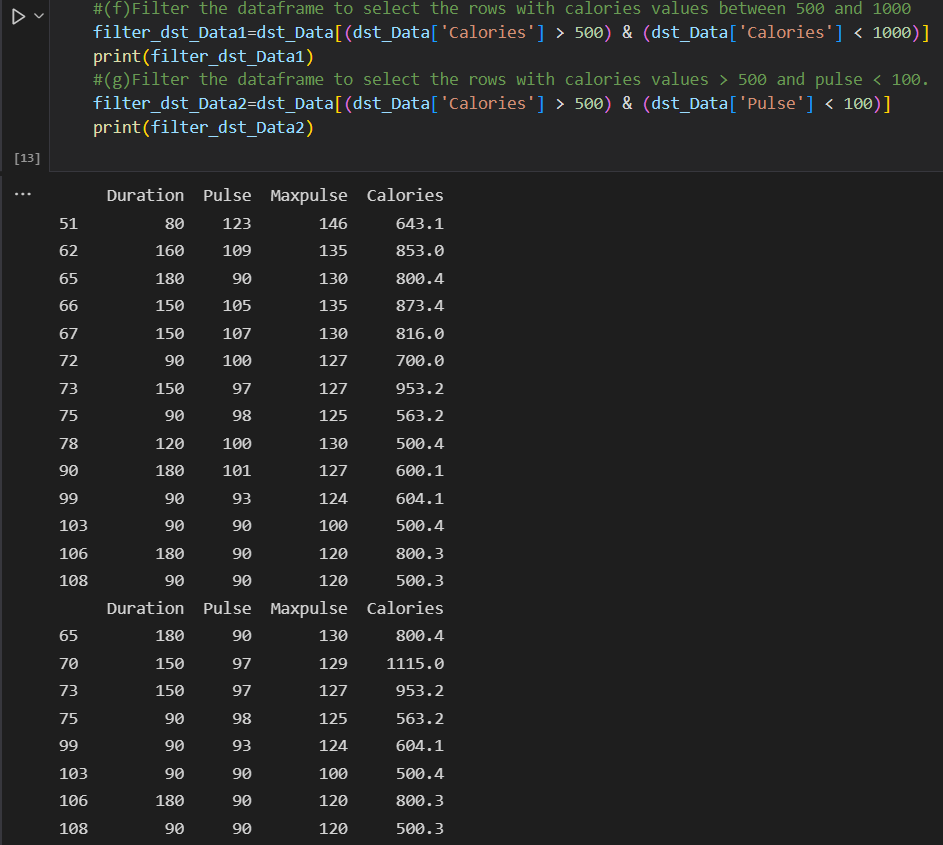 #(f)Filter the dataframe to select the rows with calories values between 500 and 1000
filter_dst_Data1=dst_Data[(dst_Data['Calories'] > 500) & (dst_Data['Calories'] < 1000)]
print(filter_dst_Data1)
#(g)Filter the dataframe to select the rows with calories values > 500 and pulse < 100.
filter_dst_Data2=dst_Data[(dst_Data['Calories'] > 500) & (dst_Data['Pulse'] < 100)]
print(filter_dst_Data2)
[13]
...
Duration Pulse Maxpulse Calories
51 80 123 146 643.1
62 160 109 135 853.0
65 180 90 130 800.4
66 150 105 135 873.4
67 150 107 130 816.0
72 90 100 127 700.0
73 150 97 127 953.2
75 90 98 125 563.2
78 120 100 130 500.4
90 180 101 127 600.1
99 90 93 124 604.1
103 90 90 100 500.4
106 180 90 120 800.3
108 90 90 120 500.3
Duration Pulse Maxpulse Calories
65 180 90 130 800.4
70 150 97 129 1115.0
73 150 97 127 953.2
75 90 98 125 563.2
99 90 93 124 604.1
103 90 90 100 500.4
106 180 90 120 800.3
108 90 90 120 500.3